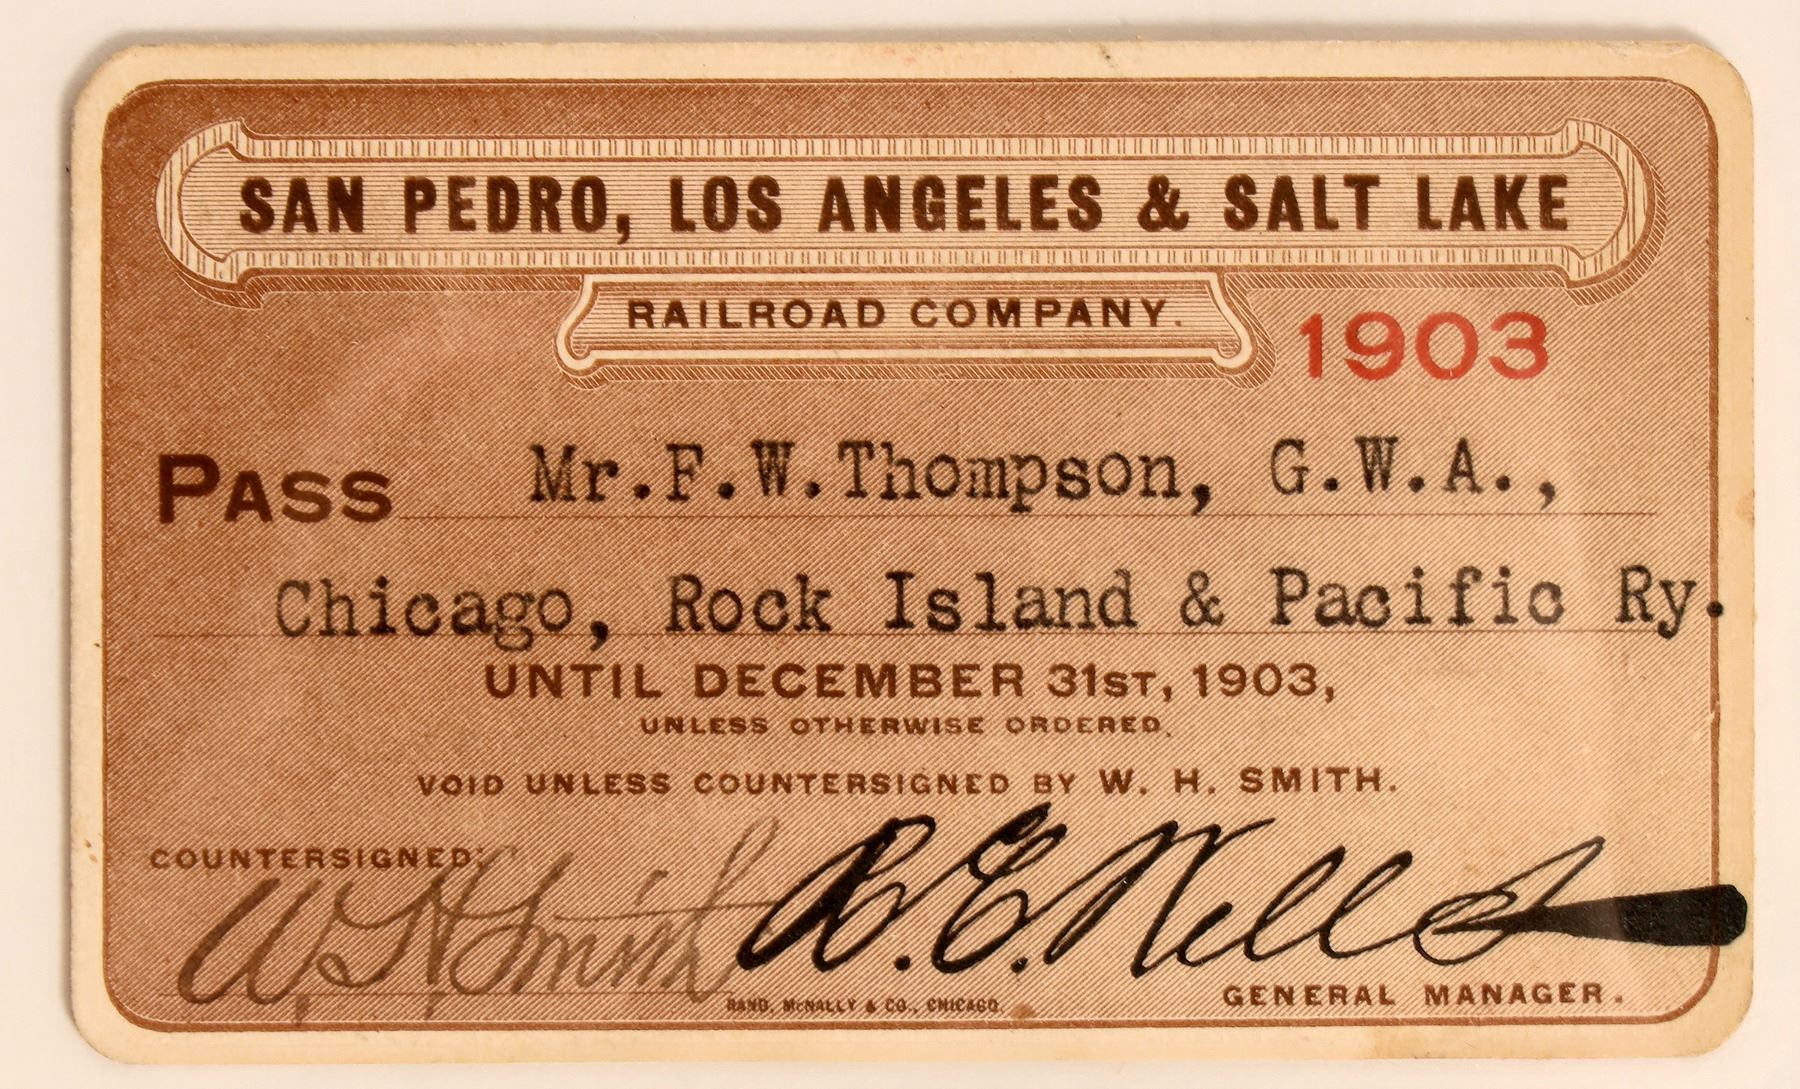 SAN PEDRO, LOS ANGELES & SALT LAKE
RAILROAD COMPANY.
1903
PASS Mr. F. W. Thompson, G.W.A.,
Chicago, Rock Island & Pacific Ry.
UNTIL DECEMBER 31ST, 1903,
UNLESS OTHERWISE ORDERED.
VOID UNLESS COUNTERSIGNED BY W. H. SMITH.
COUNTERSIGNED:
W. H. Smith R. E. Wells
RAND, McNALLY & CO., CHICAGO.
GENERAL MANAGER.